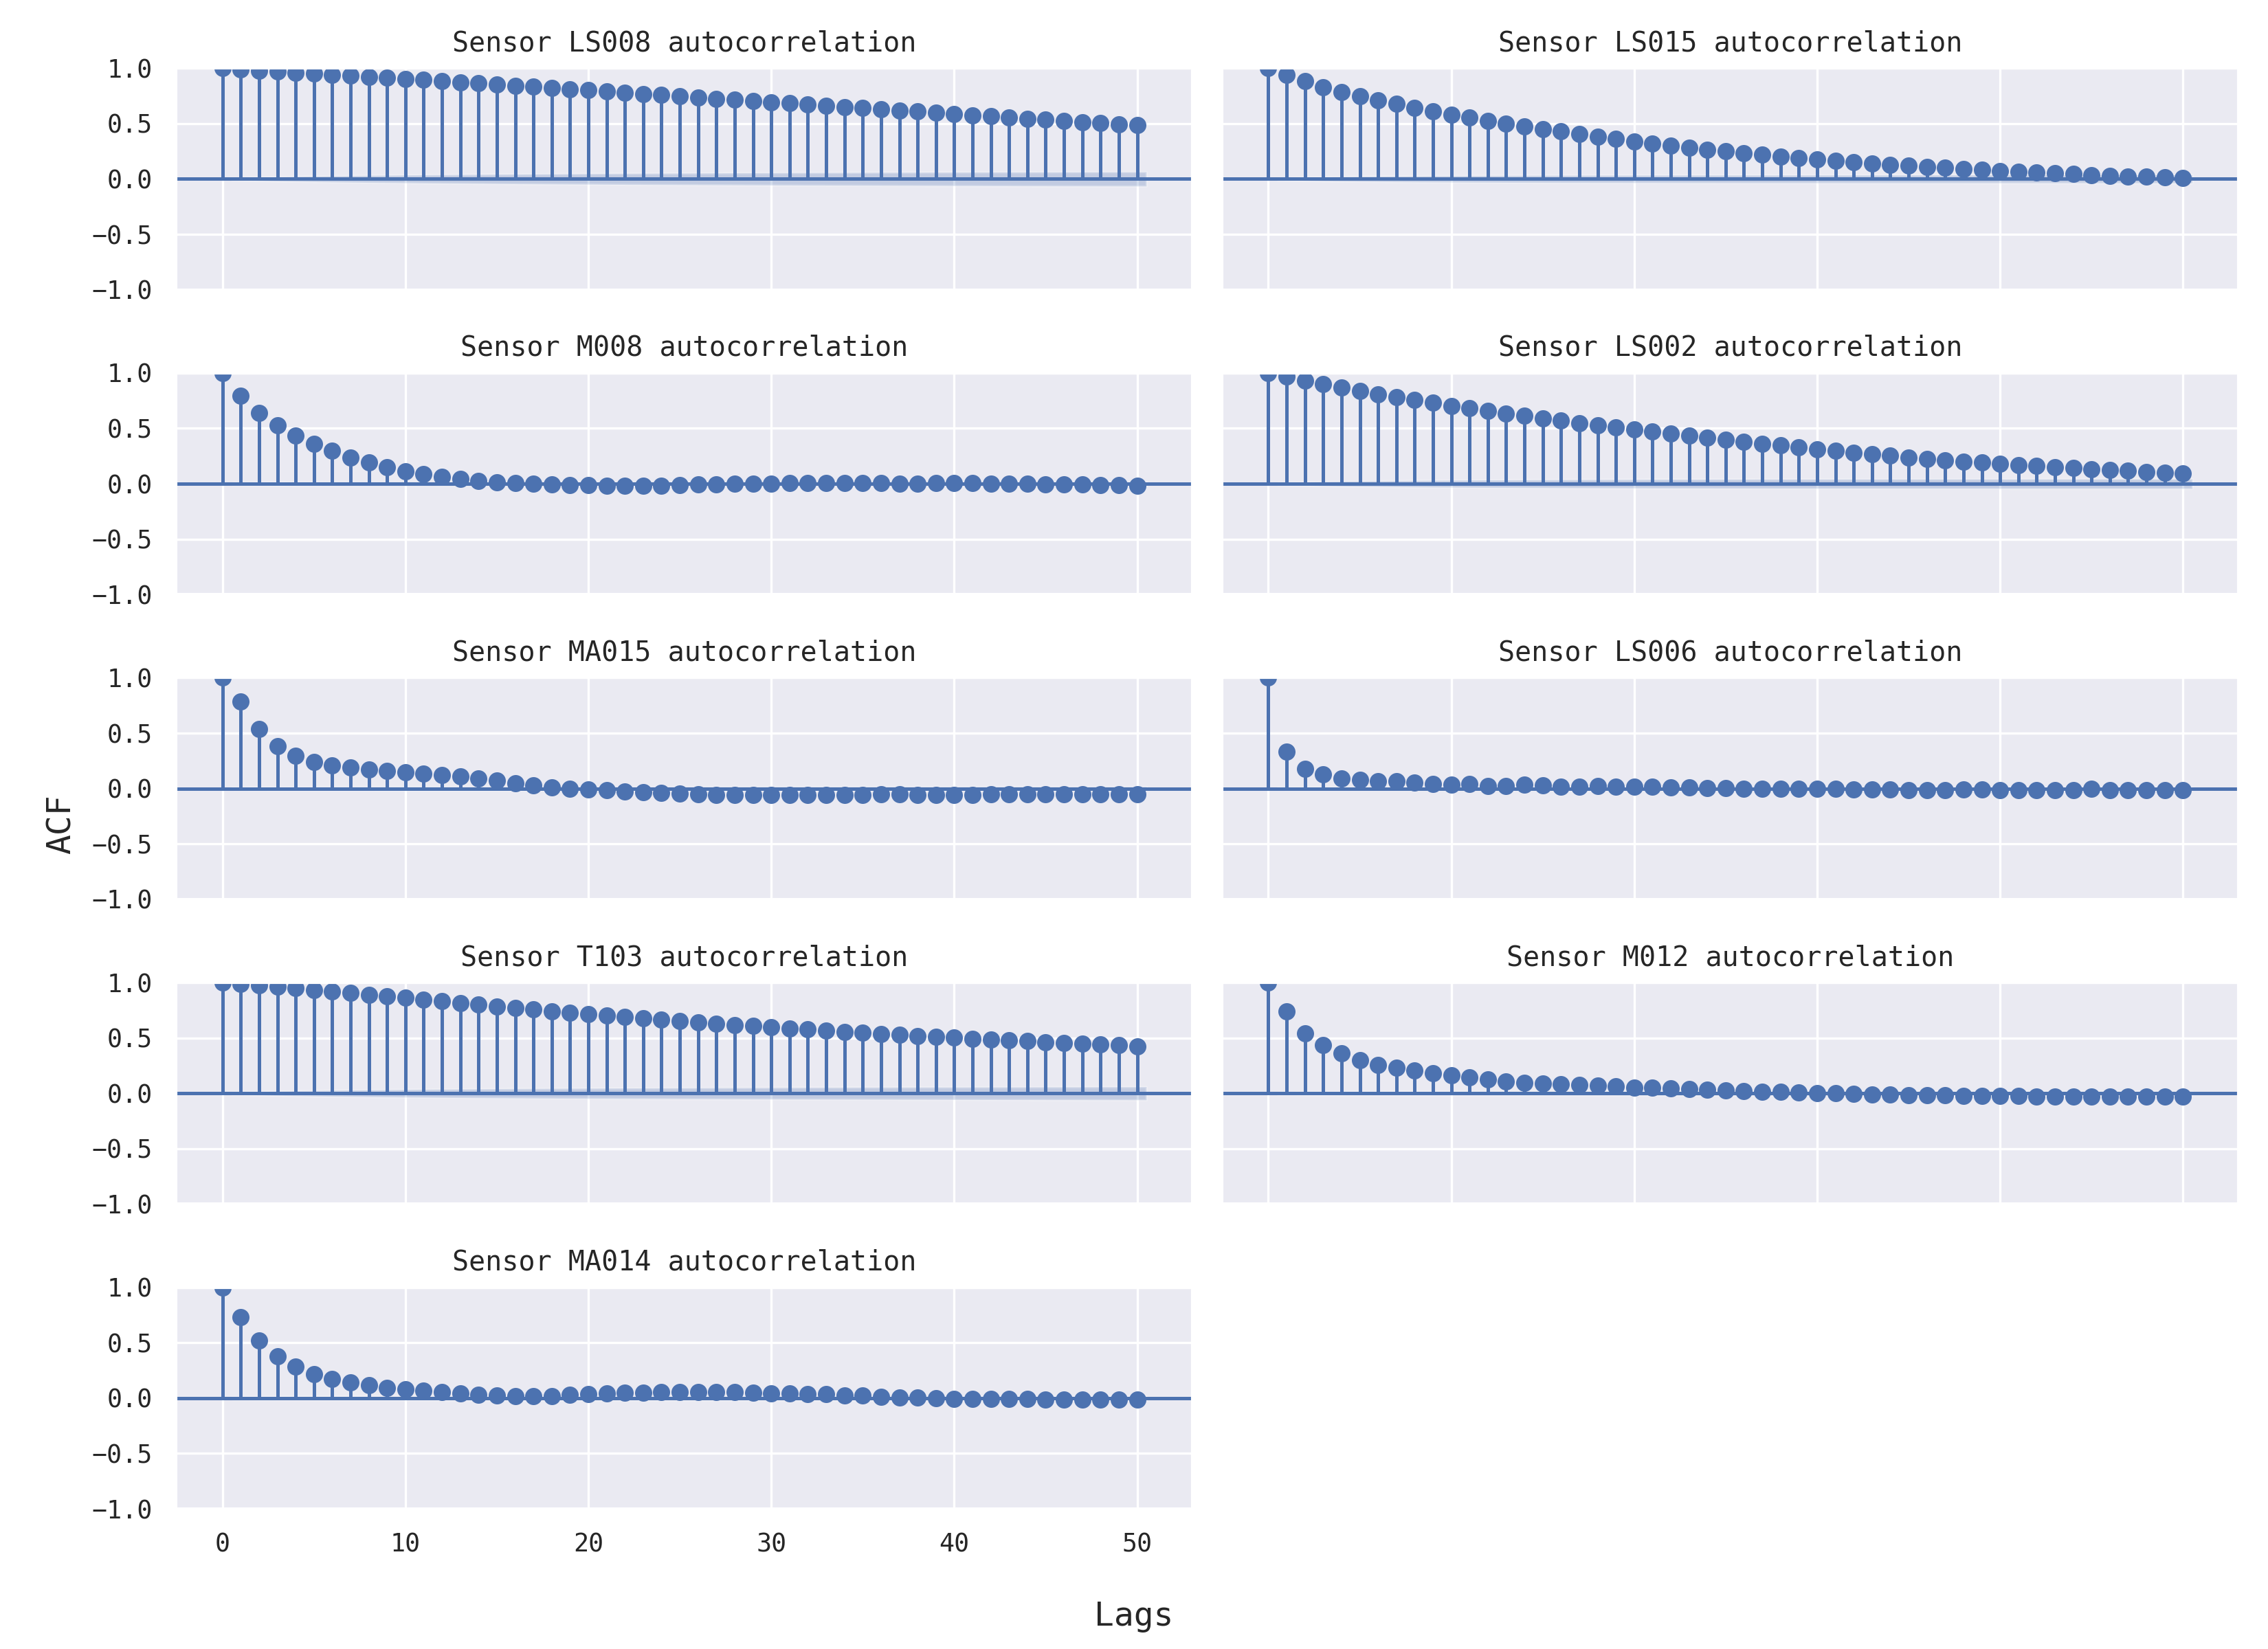 Sensor LS008 autocorrelation
1.0
0.5
0.0
−0.5
−1.0
Sensor LS015 autocorrelation
Sensor M008 autocorrelation
1.0
0.5
0.0
−0.5
−1.0
Sensor LS002 autocorrelation
Sensor MA015 autocorrelation
1.0
0.5
0.0
−0.5
−1.0
Sensor LS006 autocorrelation
ACF
Sensor T103 autocorrelation
1.0
0.5
0.0
−0.5
−1.0
Sensor M012 autocorrelation
Sensor MA014 autocorrelation
1.0
0.5
0.0
−0.5
−1.0
0 10 20 30 40 50
Lags